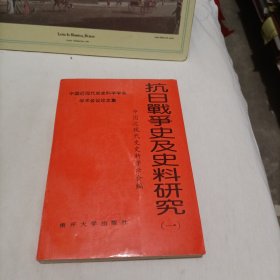 中国近现代史史料学学会
学术会议论文集
抗日戰爭史及史料研究(一)
中国近现代史史料学学会编
南开大学出版社